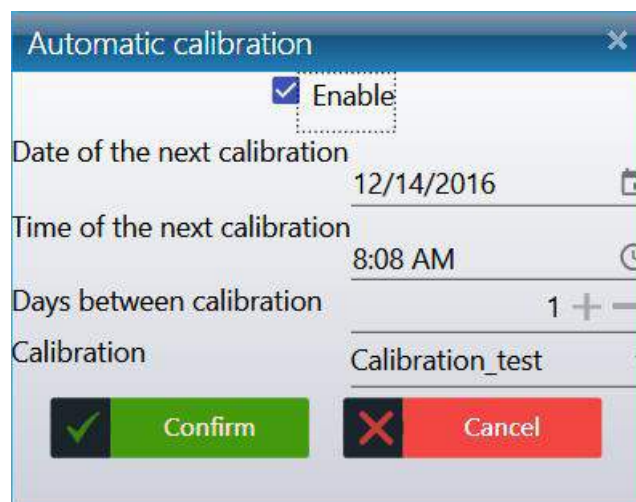 Automatic calibration
Enable
Date of the next calibration
12/14/2016
Time of the next calibration
8:08 AM
Days between calibration
1
Calibration
Calibration_test
Confirm
Cancel